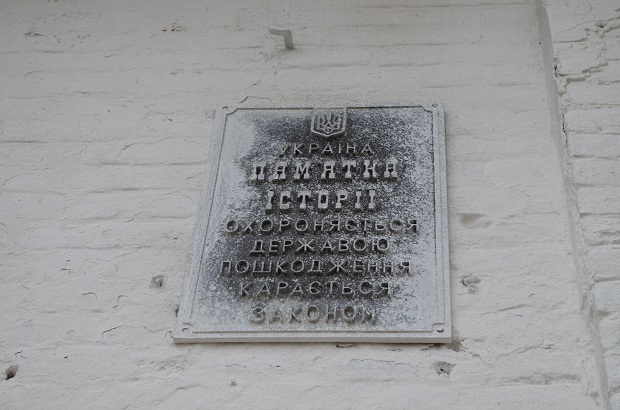 УКРАЇНА
ПАМ'ЯТКА
ІСТОРІЇ
ОХОРОНЯЄТЬСЯ
ДЕРЖАВОЮ
ПОШКОДЖЕННЯ
КАРАЄТЬСЯ
ЗАКОНОМ